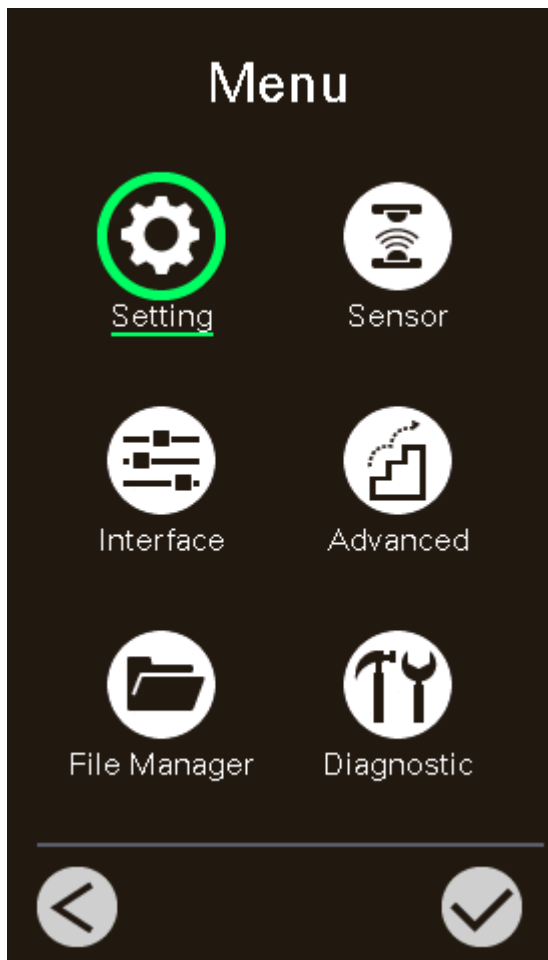 Menu
Setting
Sensor
Interface
Advanced
File Manager
Diagnostic